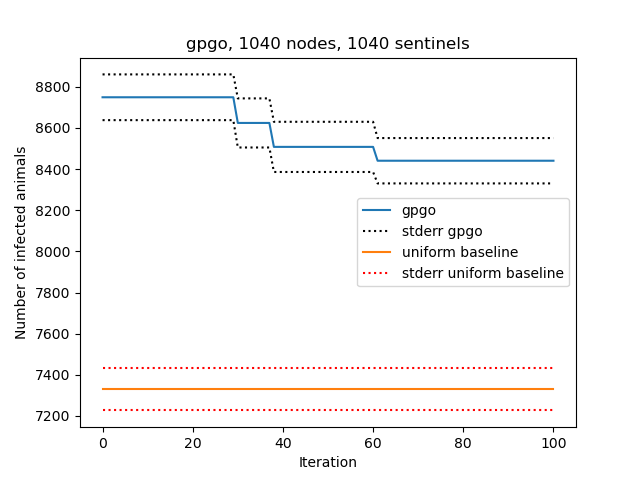 gpgo, 1040 nodes, 1040 sentinels
Number of infected animals
8800
8600
8400
8200
8000
7800
7600
7400
7200
gpgo
stderr gpgo
uniform baseline
stderr uniform baseline
0 20 40 60 80 100
Iteration